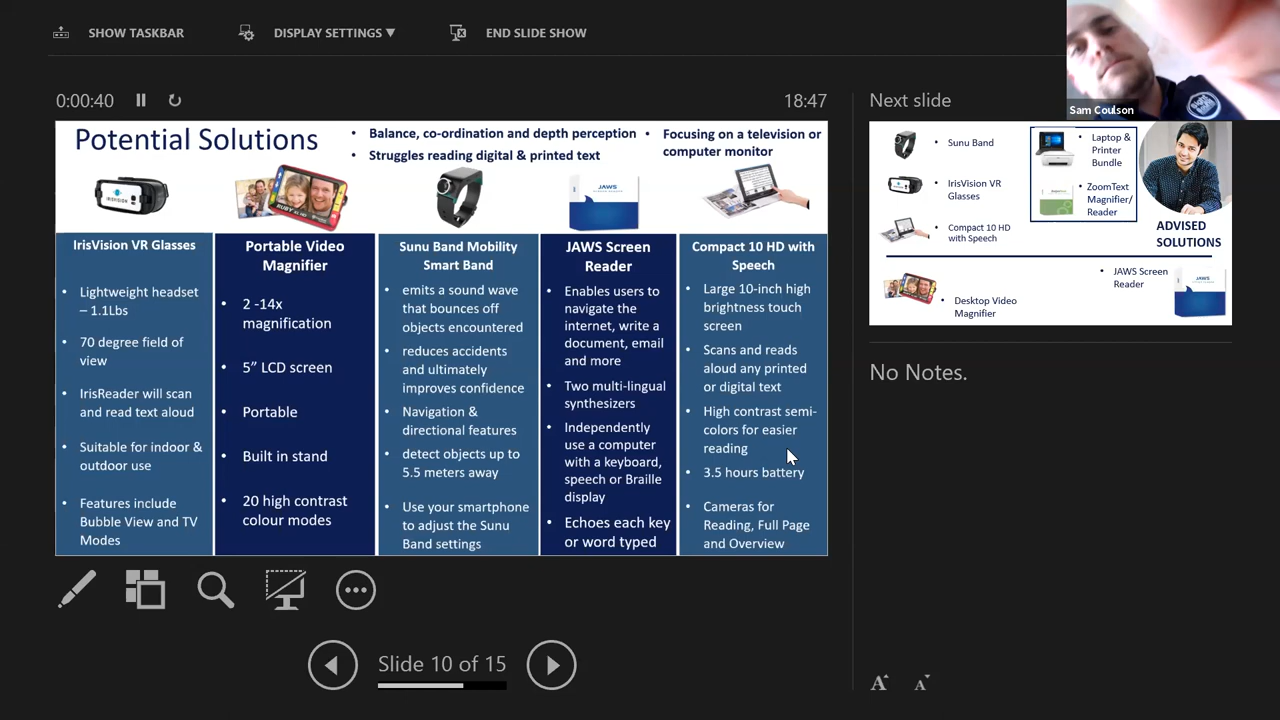 SHOW TASKBAR
DISPLAY SETTINGS ▼
END SLIDE SHOW
Sam Coulson
0:00:40
18:47
Next slide
Potential Solutions
• Balance, co-ordination and depth perception
• Struggles reading digital & printed text
• Focusing on a television or
computer monitor
IRISVISION
RUBY
JAWS
IrisVision VR Glasses
• Lightweight headset
– 1.1Lbs
• 70 degree field of
view
• IrisReader will scan
and read text aloud
• Suitable for indoor &
outdoor use
• Features include
Bubble View and TV
Modes
Portable Video
Magnifier
• 2 -14x
magnification
• 5” LCD screen
• Portable
• Built in stand
• 20 high contrast
colour modes
Sunu Band Mobility
Smart Band
• emits a sound wave
that bounces off
objects encountered
• reduces accidents
and ultimately
improves confidence
• Navigation &
directional features
• detect objects up to
5.5 meters away
• Use your smartphone
to adjust the Sunu
Band settings
JAWS Screen
Reader
• Enables users to
navigate the
internet, write a
document, email
and more
• Two multi-lingual
synthesizers
• Independently
use a computer
with a keyboard,
speech or Braille
display
• Echoes each key
or word typed
Compact 10 HD with
Speech
• Large 10-inch high
brightness touch
screen
• Scans and reads
aloud any printed
or digital text
• High contrast semi-
colors for easier
reading
• 3.5 hours battery
• Cameras for
Reading, Full Page
and Overview
• Sunu Band
• IrisVision VR
Glasses
• Compact 10 HD
with Speech
• Laptop &
Printer
Bundle
• ZoomText
Magnifier/
Reader
ADVISED
SOLUTIONS
• Desktop Video
Magnifier
• JAWS Screen
Reader
No Notes.
Slide 10 of 15
A A